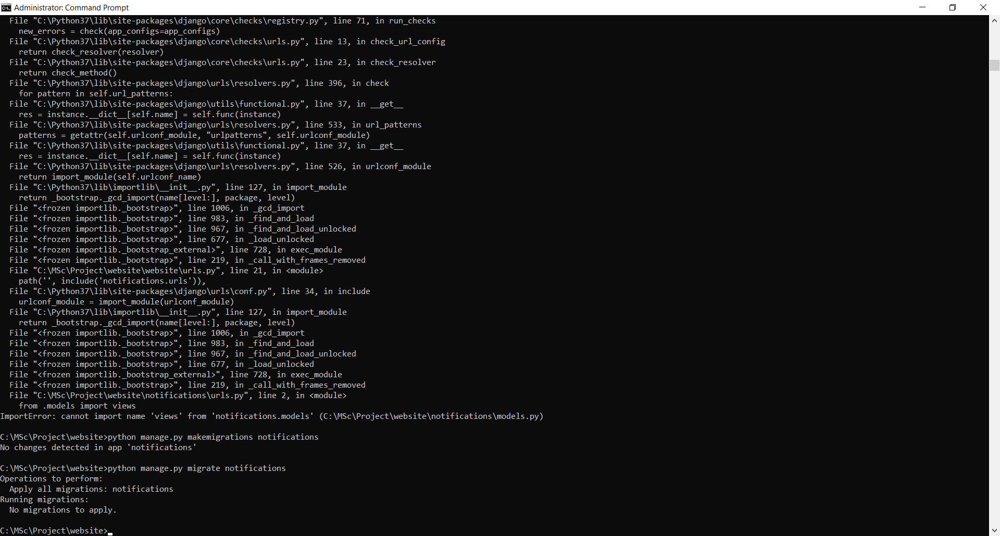 Administrator: Command Prompt
  File "C:\Python37\lib\site-packages\django\core\checks\registry.py", line 71, in run_checks
    new_errors = check(app_configs=app_configs)
  File "C:\Python37\lib\site-packages\django\core\checks\urls.py", line 13, in check_url_config
    return check_resolver(resolver)
  File "C:\Python37\lib\site-packages\django\core\checks\urls.py", line 23, in check_resolver
    return check_method()
  File "C:\Python37\lib\site-packages\django\urls\resolvers.py", line 396, in check
    for pattern in self.url_patterns:
  File "C:\Python37\lib\site-packages\django\utils\functional.py", line 37, in __get__
    res = instance.__dict__[self.name] = self.func(instance)
  File "C:\Python37\lib\site-packages\django\urls\resolvers.py", line 533, in url_patterns
    patterns = getattr(self.urlconf_module, "urlpatterns", self.urlconf_module)
  File "C:\Python37\lib\site-packages\django\utils\functional.py", line 37, in __get__
    res = instance.__dict__[self.name] = self.func(instance)
  File "C:\Python37\lib\site-packages\django\urls\resolvers.py", line 526, in urlconf_module
    return import_module(self.urlconf_name)
  File "C:\Python37\lib\importlib\__init__.py", line 127, in import_module
    return _bootstrap._gcd_import(name[level:], package, level)
  File "<frozen importlib._bootstrap>", line 1006, in _gcd_import
  File "<frozen importlib._bootstrap>", line 983, in _find_and_load
  File "<frozen importlib._bootstrap>", line 967, in _find_and_load_unlocked
  File "<frozen importlib._bootstrap>", line 677, in _load_unlocked
  File "<frozen importlib._bootstrap_external>", line 728, in exec_module
  File "<frozen importlib._bootstrap>", line 219, in _call_with_frames_removed
  File "C:\MSc\Project\website\website\urls.py", line 21, in <module>
    path('', include('notifications.urls')),
  File "C:\Python37\lib\site-packages\django\urls\conf.py", line 34, in include
    urlconf_module = import_module(urlconf_module)
  File "C:\Python37\lib\importlib\__init__.py", line 127, in import_module
    return _bootstrap._gcd_import(name[level:], package, level)
  File "<frozen importlib._bootstrap>", line 1006, in _gcd_import
  File "<frozen importlib._bootstrap>", line 983, in _find_and_load
  File "<frozen importlib._bootstrap>", line 967, in _find_and_load_unlocked
  File "<frozen importlib._bootstrap>", line 677, in _load_unlocked
  File "<frozen importlib._bootstrap_external>", line 728, in exec_module
  File "<frozen importlib._bootstrap>", line 219, in _call_with_frames_removed
  File "C:\MSc\Project\website\notifications\urls.py", line 2, in <module>
    from .models import views
ImportError: cannot import name 'views' from 'notifications.models' (C:\MSc\Project\website\notifications\models.py)

C:\MSc\Project\website>python manage.py makemigrations notifications
No changes detected in app 'notifications'

C:\MSc\Project\website>python manage.py migrate notifications
Operations to perform:
  Apply all migrations: notifications
Running migrations:
  No migrations to apply.

C:\MSc\Project\website>